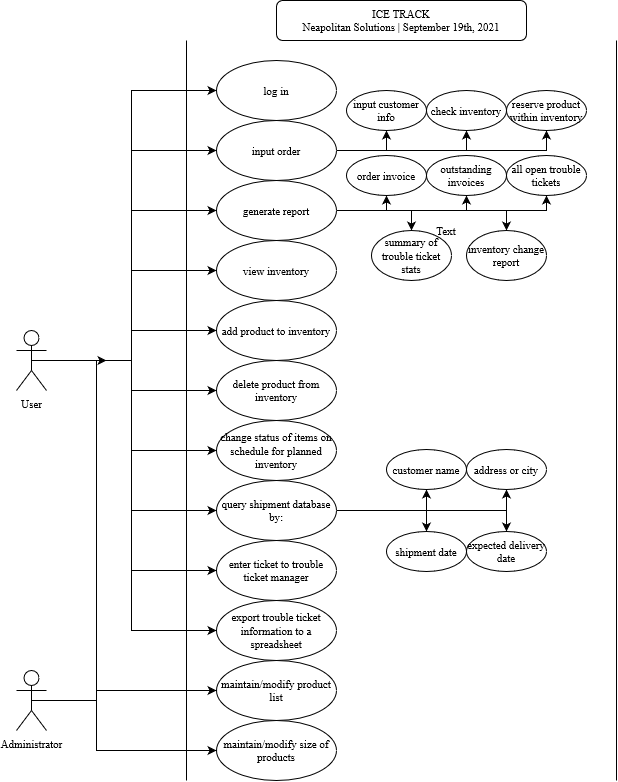 ICE TRACK
Neapolitan Solutions | September 19th, 2021
log in
input customer
info
check inventory
reserve product
within inventory
input order
order invoice
outstanding
invoices
all open trouble
tickets
generate report
Text
summary of
trouble ticket
stats
inventory change
report
view inventory
add product to inventory
User
delete product from
inventory
change status of items on
schedule for planned
inventory
customer name
address or city
query shipment database
by:
shipment date
expected delivery
date
enter ticket to trouble
ticket manager
export trouble ticket
information to a
spreadsheet
maintain/modify product
list
Administrator
maintain/modify size of
products